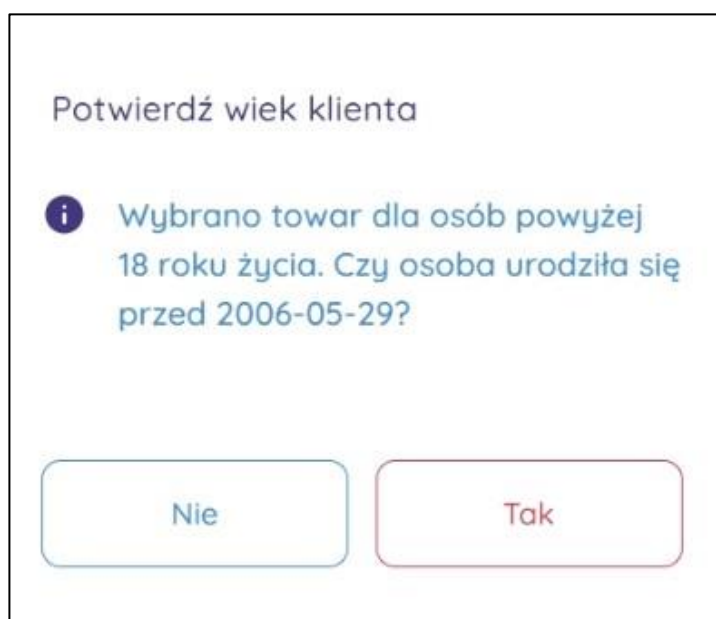 Potwierdź wiek klienta
Wybrano towar dla osób powyżej
18 roku życia. Czy osoba urodziła się
przed 2006-05-29?
Nie
Tak